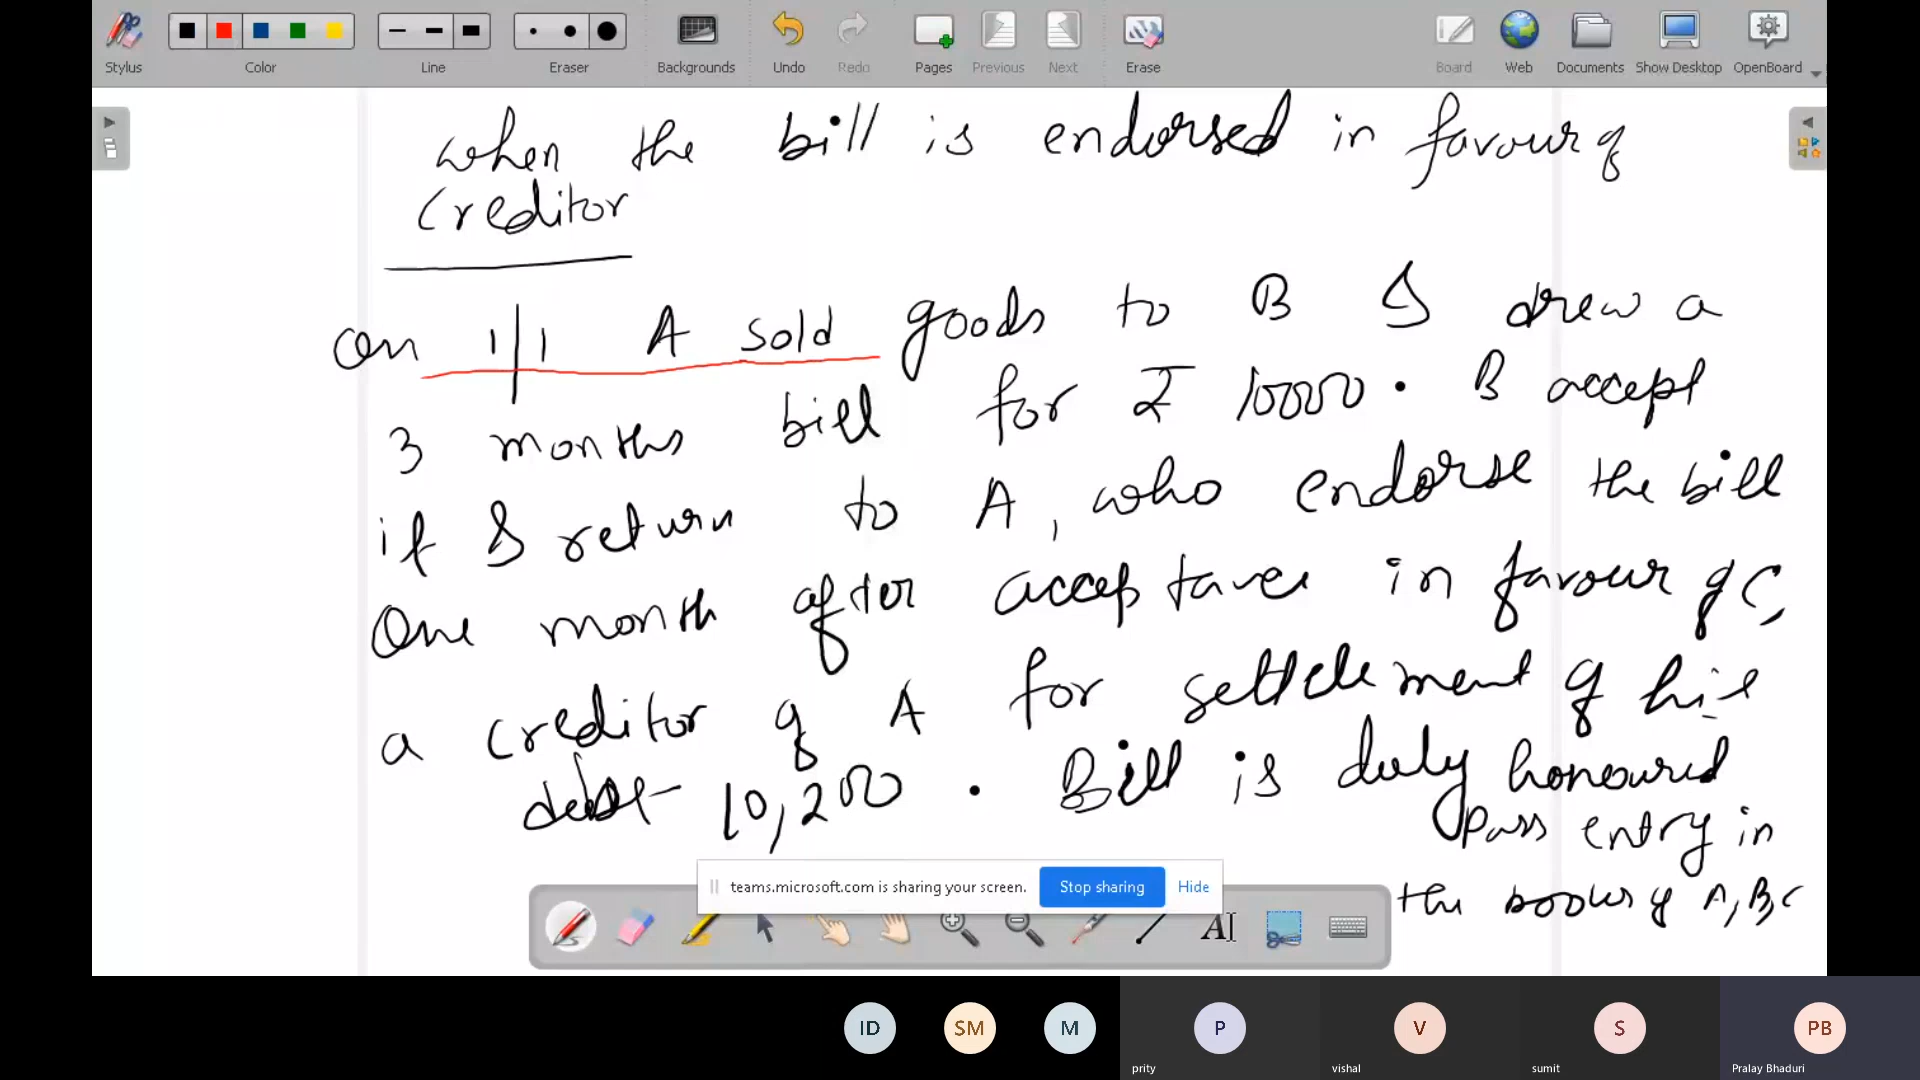 Stylus Color Line Eraser Backgrounds Undo Redo Pages Previous Next Erase Board Web Documents Show Desktop OpenBoard
when the bill is endorsed in favour of
Creditor
On 1/1 A sold goods to B & drew a
3 months bill for ₹ 10000. B accept
it & return to A, who endorse the bill
One month after acceptance in favour of C,
a creditor of A for settlement of his
debt 10,200. Bill is duly honoured
Pass entry in
the books of A, B, C
teams.microsoft.com is sharing your screen. Stop sharing Hide
AI
ID SM M P V S PB
prity vishal sumit Pralay Bhaduri